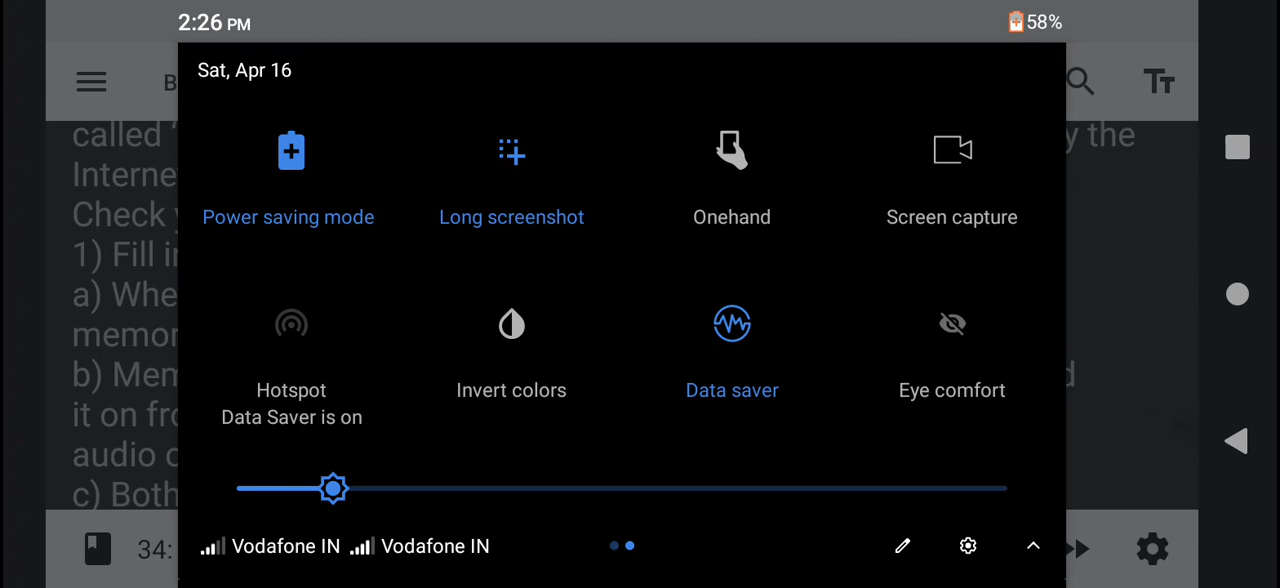 2:26 PM
58%
Sat, Apr 16
B
called
y the
Interne
Check
1) Fill in
a) Whe
memor
b) Mem
it on fro
audio
c) Both
Power saving mode
Long screenshot
Onehand
Screen capture
Hotspot
Data Saver is on
Invert colors
Data saver
Eye comfort
34:
Vodafone IN
Vodafone IN